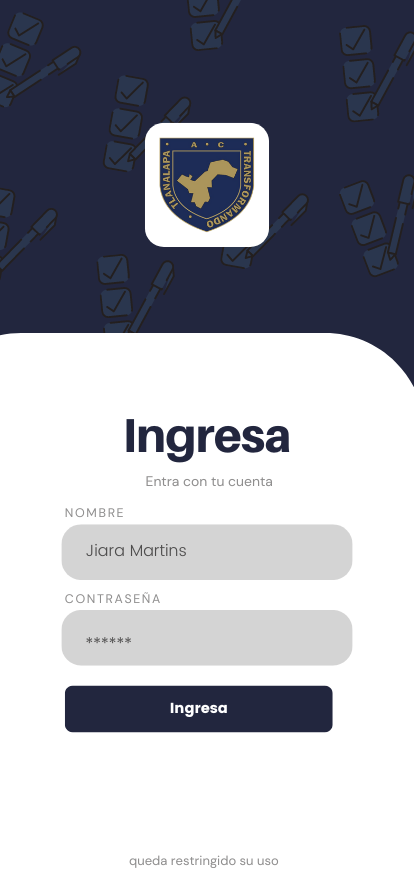 A • C
TLANALAPA
TRANSFORMANDO
Ingresa
Entra con tu cuenta
NOMBRE
Jiara Martins
CONTRASEÑA
******
Ingresa
queda restringido su uso